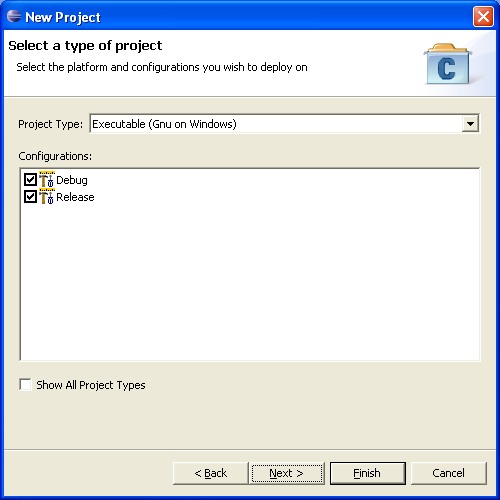 New Project
Select a type of project
Select the platform and configurations you wish to deploy on
C
Project Type: Executable (Gnu on Windows)
Configurations:
Debug
Release
Show All Project Types
< Back Next > Finish Cancel